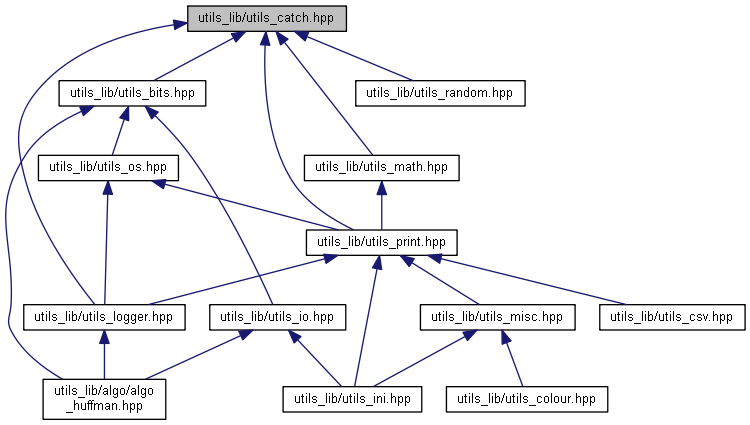 utils_lib/utils_catch.hpp
utils_lib/utils_bits.hpp
utils_lib/utils_random.hpp
utils_lib/utils_os.hpp
utils_lib/utils_math.hpp
utils_lib/utils_print.hpp
utils_lib/utils_logger.hpp
utils_lib/utils_io.hpp
utils_lib/utils_misc.hpp
utils_lib/utils_csv.hpp
utils_lib/algo/algo
_huffman.hpp
utils_lib/utils_ini.hpp
utils_lib/utils_colour.hpp